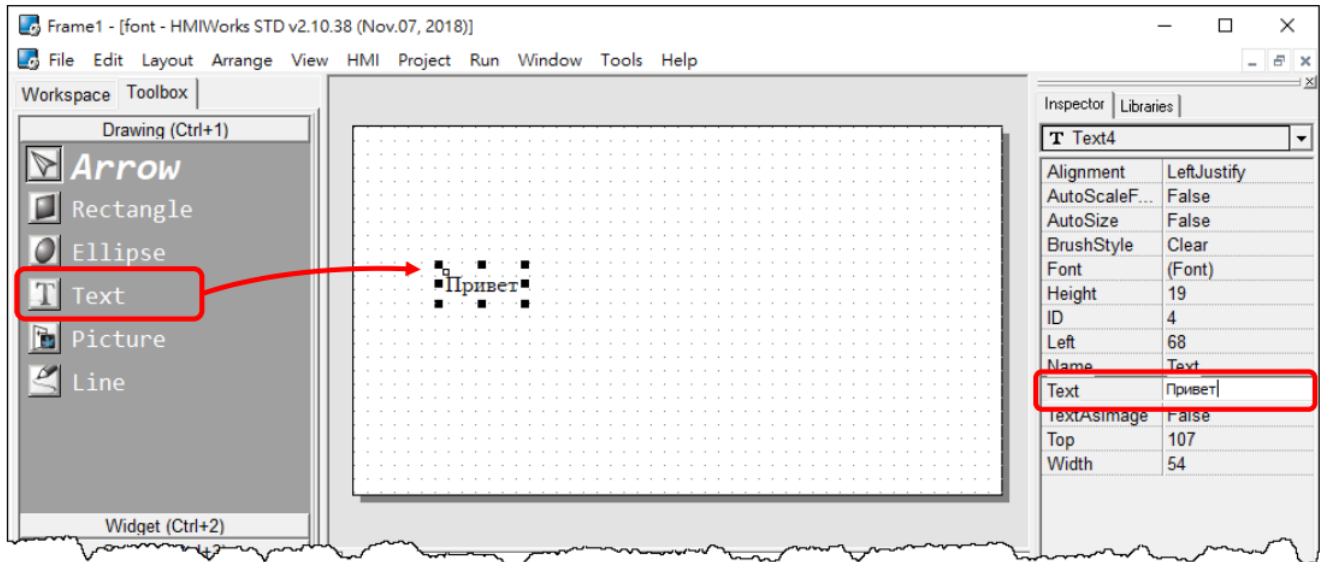 Frame1 - [font - HMIWorks STD v2.10.38 (Nov.07, 2018)]
File Edit Layout Arrange View HMI Project Run Window Tools Help
Workspace Toolbox
Drawing (Ctrl+1)
Arrow
Rectangle
Ellipse
Text
Picture
Line
Widget (Ctrl+2)
Привет
Inspector Libraries
T Text4
Alignment LeftJustify
AutoScaleF... False
AutoSize False
BrushStyle Clear
Font (Font)
Height 19
ID 4
Left 68
Name Text
Text Привет
TextAsImage False
Top 107
Width 54